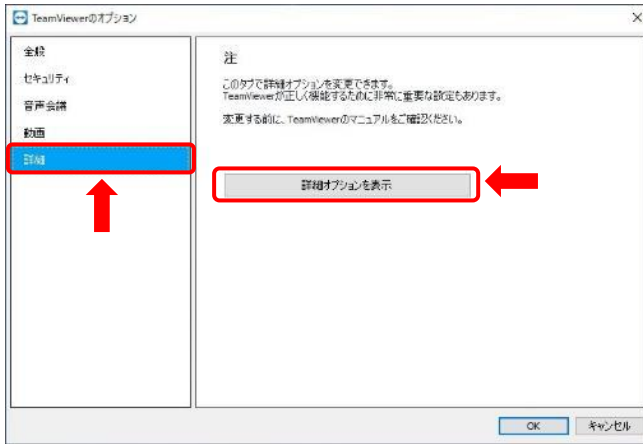 TeamViewerのオプション
全般
セキュリティ
音声会議
動画
詳細
注
このタブで詳細オプションを変更できます。
TeamViewerが正しく機能するために非常に重要な設定もあります。
変更する前に、TeamViewerのマニュアルをご確認ください。
詳細オプションを表示
OK
キャンセル